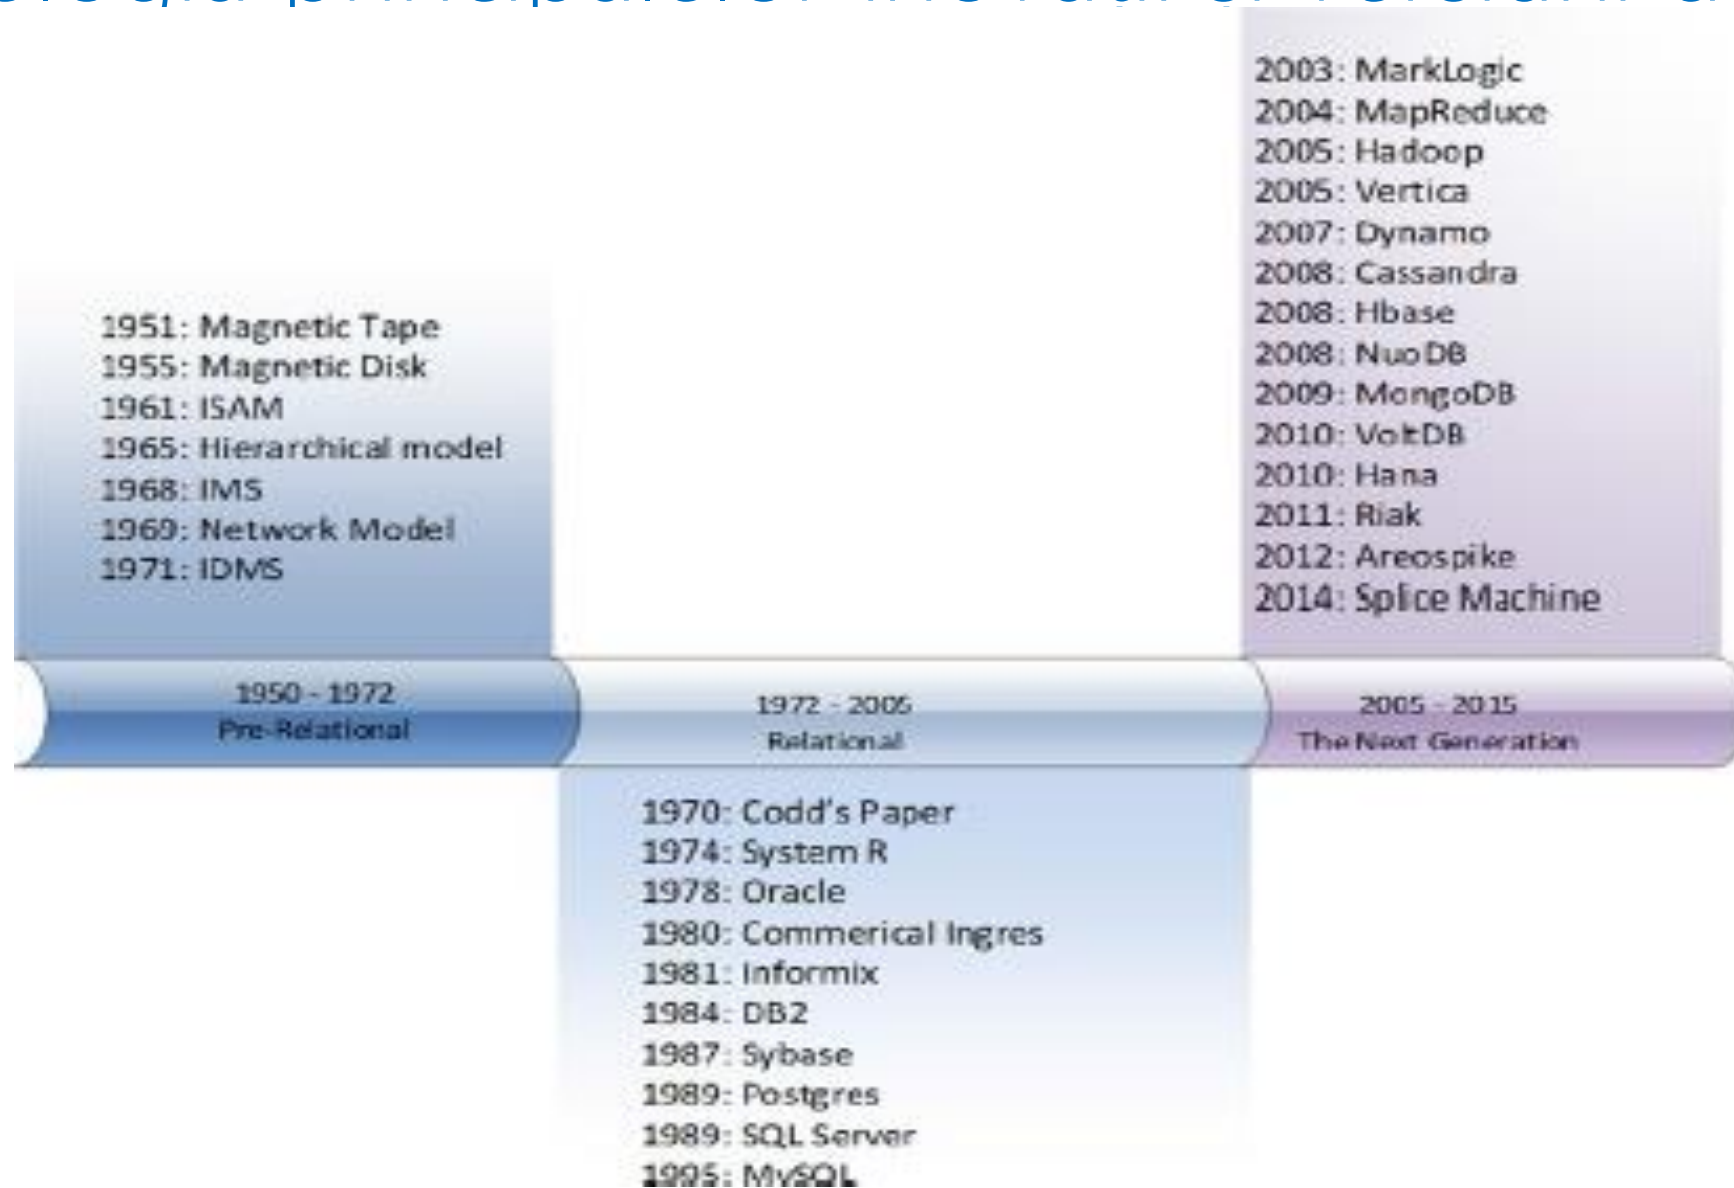 2003: MarkLogic
2004: MapReduce
2005: Hadoop
2005: Vertica
2007: Dynamo
2008: Cassandra
2008: Hbase
2008: NuoDB
2009: MongoDB
2010: VoltDB
2010: Hana
2011: Riak
2012: Areospike
2014: Splice Machine
1951: Magnetic Tape
1955: Magnetic Disk
1961: ISAM
1965: Hierarchical model
1968: IMS
1969: Network Model
1971: IDMS
1950 - 1972
Pre-Relational
1972 - 2005
Relational
2005 - 2015
The Next Generation
1970: Codd's Paper
1974: System R
1978: Oracle
1980: Commerical Ingres
1981: Informix
1984: DB2
1987: Sybase
1989: Postgres
1989: SQL Server
1995: MySQL